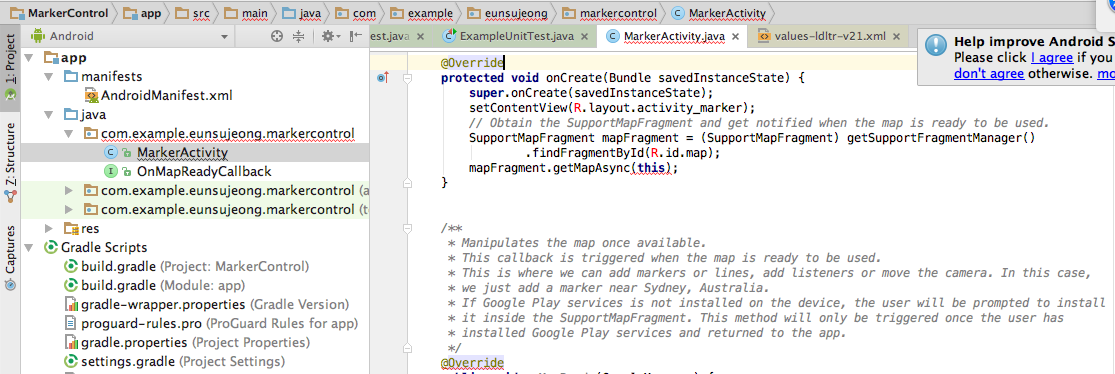 MarkerControl app src main java com example eunsujeong markercontrol MarkerActivity
Android
est.java ExampleUnitTest.java MarkerActivity.java values-ldltr-v21.xml
1: Project
Z: Structure
Captures
app
manifests
AndroidManifest.xml
java
com.example.eunsujeong.markercontrol
MarkerActivity
OnMapReadyCallback
com.example.eunsujeong.markercontrol (a
com.example.eunsujeong.markercontrol (t
res
Gradle Scripts
build.gradle (Project: MarkerControl)
build.gradle (Module: app)
gradle-wrapper.properties (Gradle Version)
proguard-rules.pro (ProGuard Rules for app)
gradle.properties (Project Properties)
settings.gradle (Project Settings)
@Override
protected void onCreate(Bundle savedInstanceState) {
super.onCreate(savedInstanceState);
setContentView(R.layout.activity_marker);
// Obtain the SupportMapFragment and get notified when the map is ready to be used.
SupportMapFragment mapFragment = (SupportMapFragment) getSupportFragmentManager()
.findFragmentById(R.id.map);
mapFragment.getMapAsync(this);
}
/**
* Manipulates the map once available.
* This callback is triggered when the map is ready to be used.
* This is where we can add markers or lines, add listeners or move the camera. In this case,
* we just add a marker near Sydney, Australia.
* If Google Play services is not installed on the device, the user will be prompted to install
* it inside the SupportMapFragment. This method will only be triggered once the user has
* installed Google Play services and returned to the app.
*/
@Override
Help improve Android S
Please click I agree if you
don't agree otherwise. mo